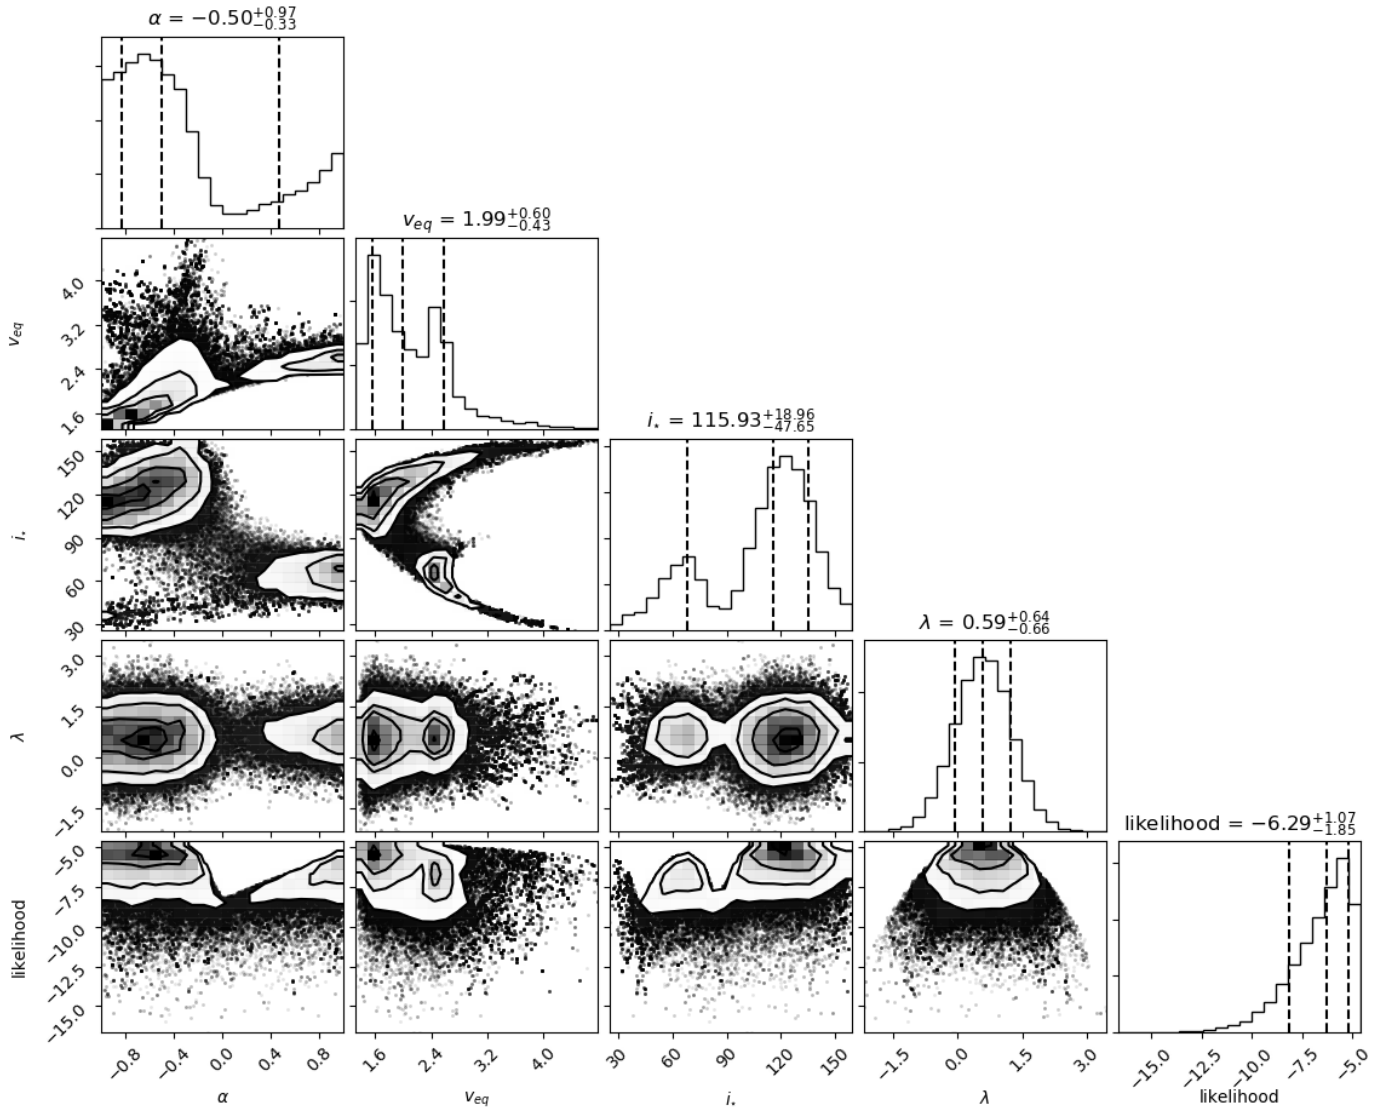 α = −0.50+0.97−0.33
v_eq = 1.99+0.60−0.43
4.0
3.2
2.4
1.6
v_eq
i⋆ = 115.93+18.96−47.65
150
120
90
60
30
i⋆
λ = 0.59+0.64−0.66
3.0
1.5
0.0
−1.5
λ
likelihood = −6.29+1.07−1.85
−5.0
−7.5
−10.0
−12.5
−15.0
likelihood
−0.8 −0.4 0.0 0.4 0.8
1.6 2.4 3.2 4.0
30 60 90 120 150
−1.5 0.0 1.5 3.0
−15.0 −12.5 −10.0 −7.5 −5.0
α v_eq i⋆ λ likelihood